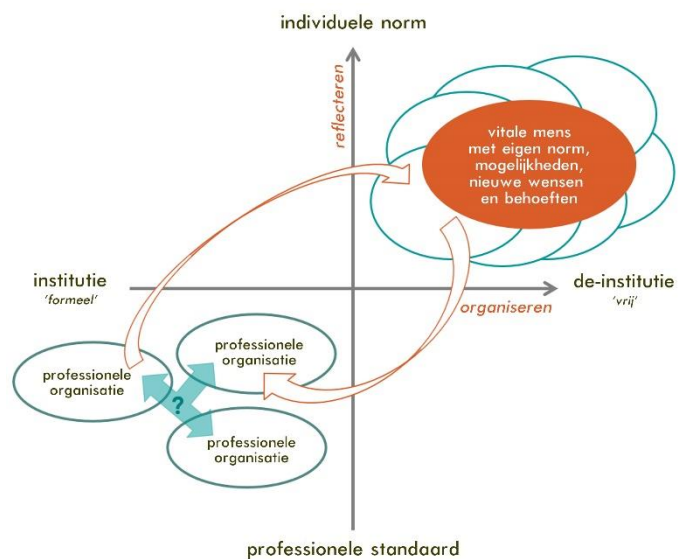 individuele norm
reflecteren
vitale mens
met eigen norm,
mogelijkheden,
nieuwe wensen
en behoeften
institutie
'formeel'
de-institutie
'vrij'
organiseren
professionele
organisatie
professionele
organisatie
?
professionele
organisatie
professionele standaard